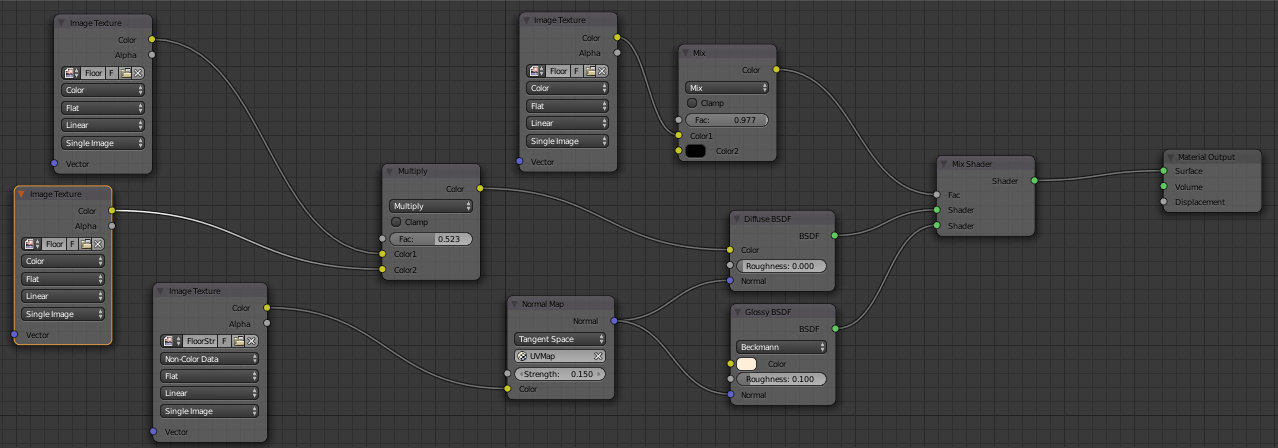 Image Texture
Color
Alpha
Floor F
Color
Flat
Linear
Single Image
Vector
Image Texture
Color
Alpha
Floor F
Color
Flat
Linear
Single Image
Vector
Image Texture
Color
Alpha
FloorStr F
Non-Color Data
Flat
Linear
Single Image
Vector
Multiply
Color
Multiply
Clamp
Fac: 0.523
Color1
Color2
Image Texture
Color
Alpha
Floor F
Color
Flat
Linear
Single Image
Vector
Normal Map
Normal
Tangent Space
UVMap
Strength: 0.150
Color
Mix
Color
Mix
Clamp
Fac: 0.977
Color1
Color2
Diffuse BSDF
BSDF
Color
Roughness: 0.000
Normal
Glossy BSDF
BSDF
Beckmann
Color
Roughness: 0.100
Normal
Mix Shader
Shader
Fac
Shader
Shader
Material Output
Surface
Volume
Displacement